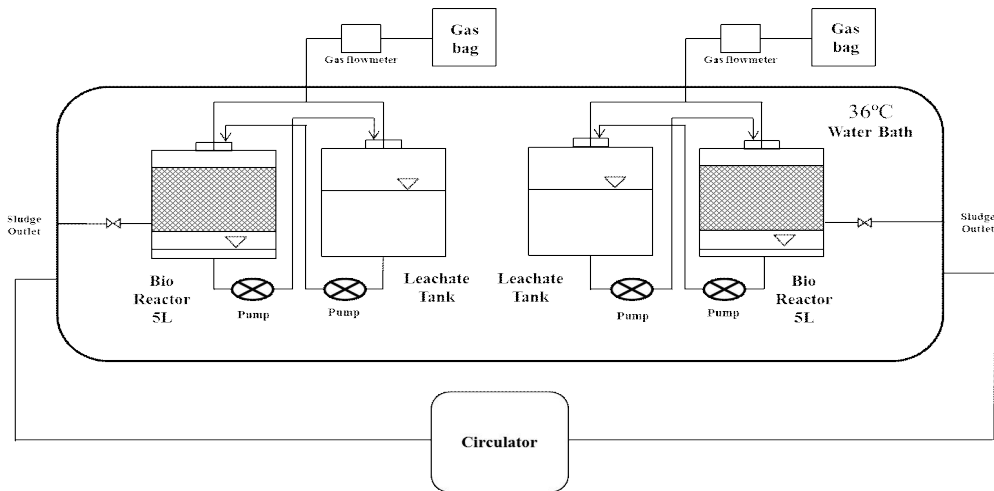 Gas
bag
Gas flowmeter
Gas
bag
Gas flowmeter
36°C
Water Bath
Sludge
Outlet
Sludge
Outlet
Bio
Reactor
5L
Pump
Pump
Leachate
Tank
Leachate
Tank
Pump
Pump
Bio
Reactor
5L
Circulator